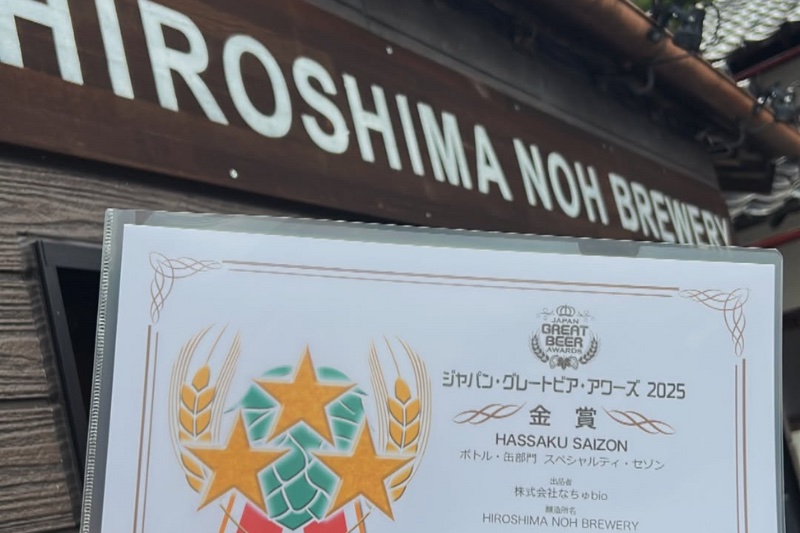 HIROSHIMA NOH BREWERY
JAPAN
GREAT
BEER
AWARDS
ジャパン・グレートビア・アワーズ 2025
金賞
HASSAKU SAIZON
ボトル・缶部門 スペシャルティ・セゾン
出品者
株式会社なちゅbio
醸造所名
HIROSHIMA NOH BREWERY